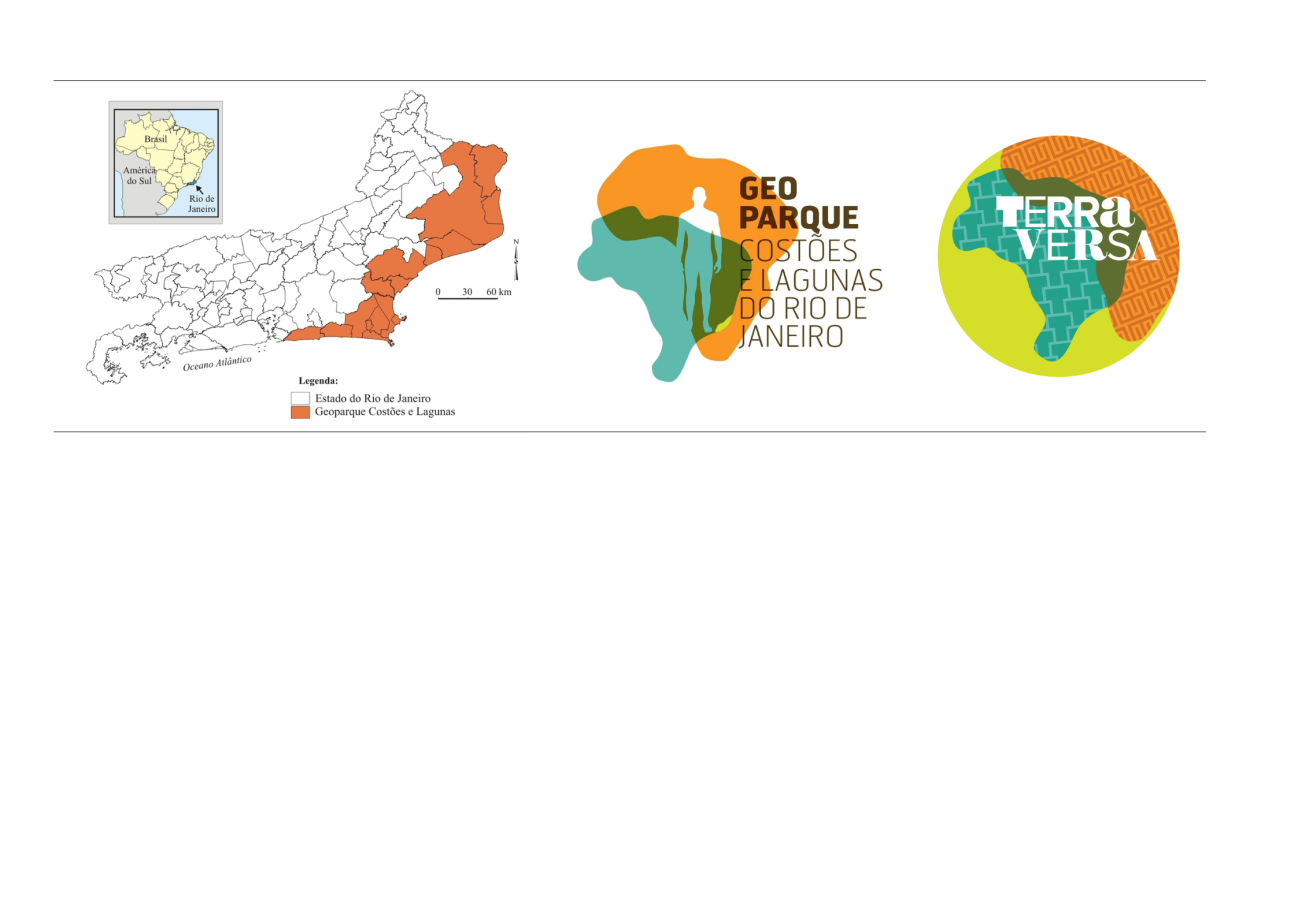 Brasil
América
do Sul
Rio de
Janeiro
N
S
0 30 60 km
Oceano Atlântico
Legenda:
Estado do Rio de Janeiro
Geoparque Costões e Lagunas
GEO
PARQUE
COSTÕES
E LAGUNAS
DO RIO DE
JANEIRO
TERRa
VERSA